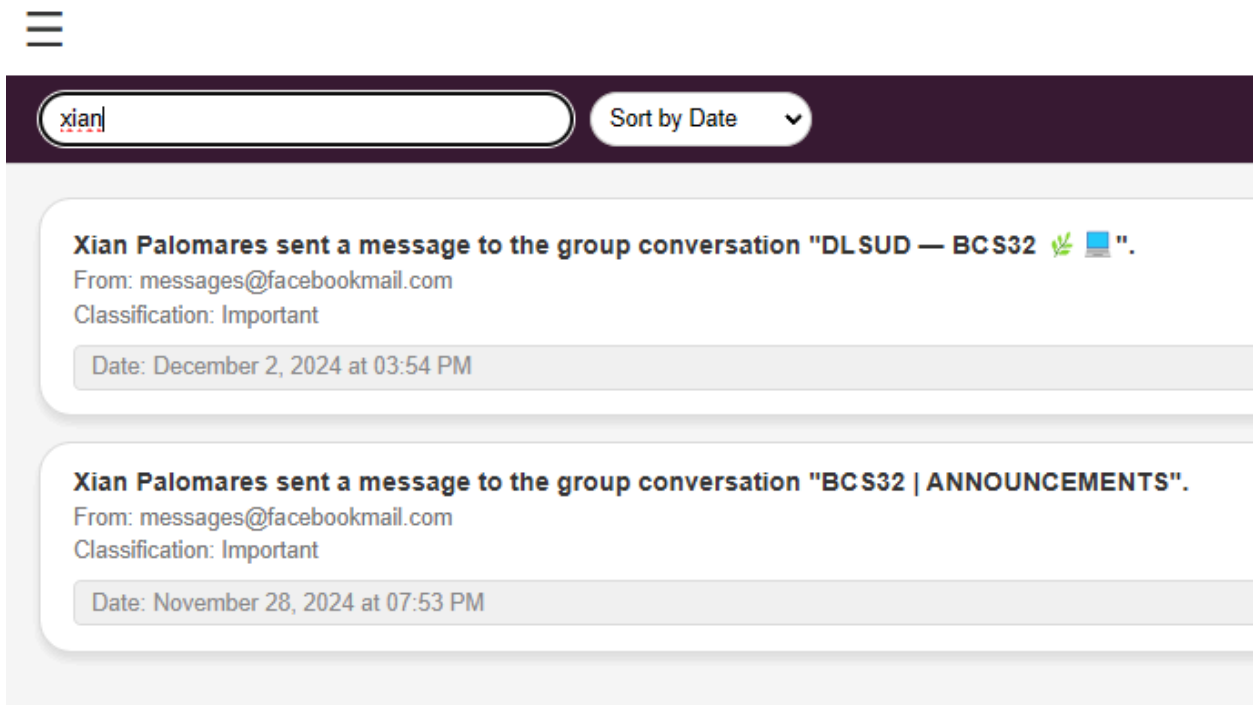 xian
Sort by Date
Xian Palomares sent a message to the group conversation "DLSUD — BCS32 🌿 💻".
From: messages@facebookmail.com
Classification: Important
Date: December 2, 2024 at 03:54 PM
Xian Palomares sent a message to the group conversation "BCS32 | ANNOUNCEMENTS".
From: messages@facebookmail.com
Classification: Important
Date: November 28, 2024 at 07:53 PM